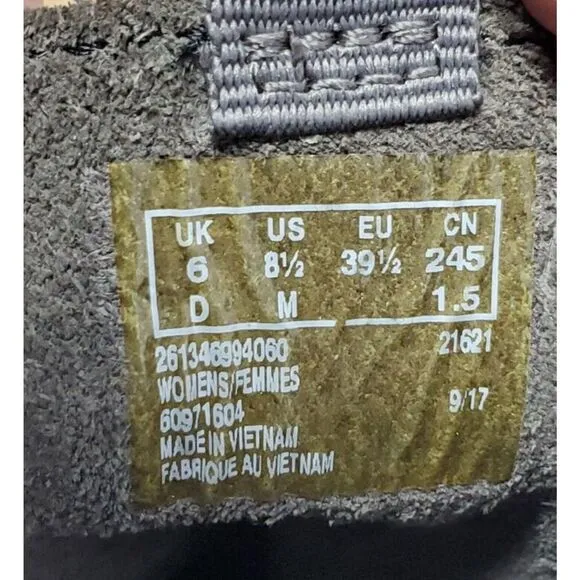 UK US EU CN
6 8½ 39½ 245
D M 1.5
261346994060 21621
WOMENS/FEMMES
60971604 9/17
MADE IN VIETNAM
FABRIQUE AU VIETNAM